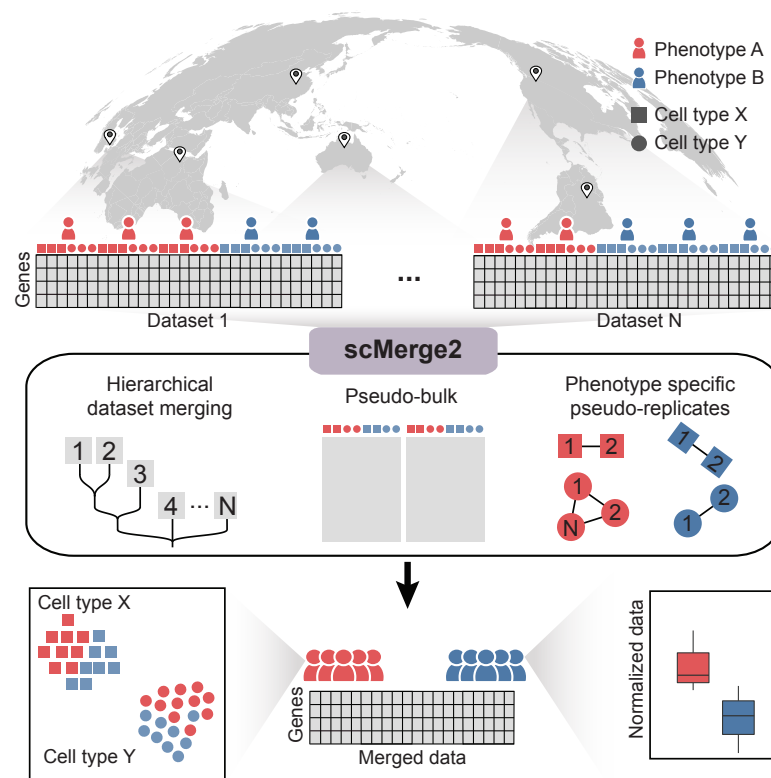 Phenotype A
Phenotype B
Cell type X
Cell type Y
Genes
Dataset 1
...
Dataset N
scMerge2
Hierarchical
dataset merging
1 2
3
4 ... N
Pseudo-bulk
Phenotype specific
pseudo-replicates
1 2
1 2
1
2
N
2
1
Cell type X
Cell type Y
Genes
Merged data
Normalized data